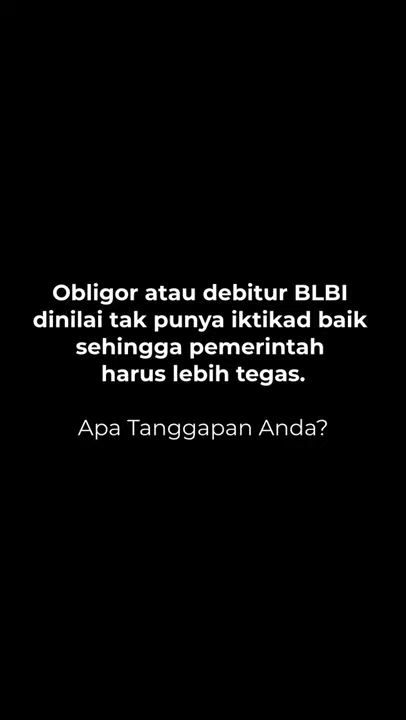 Obligor atau debitur BLBI
dinilai tak punya iktikad baik
sehingga pemerintah
harus lebih tegas.
Apa Tanggapan Anda?